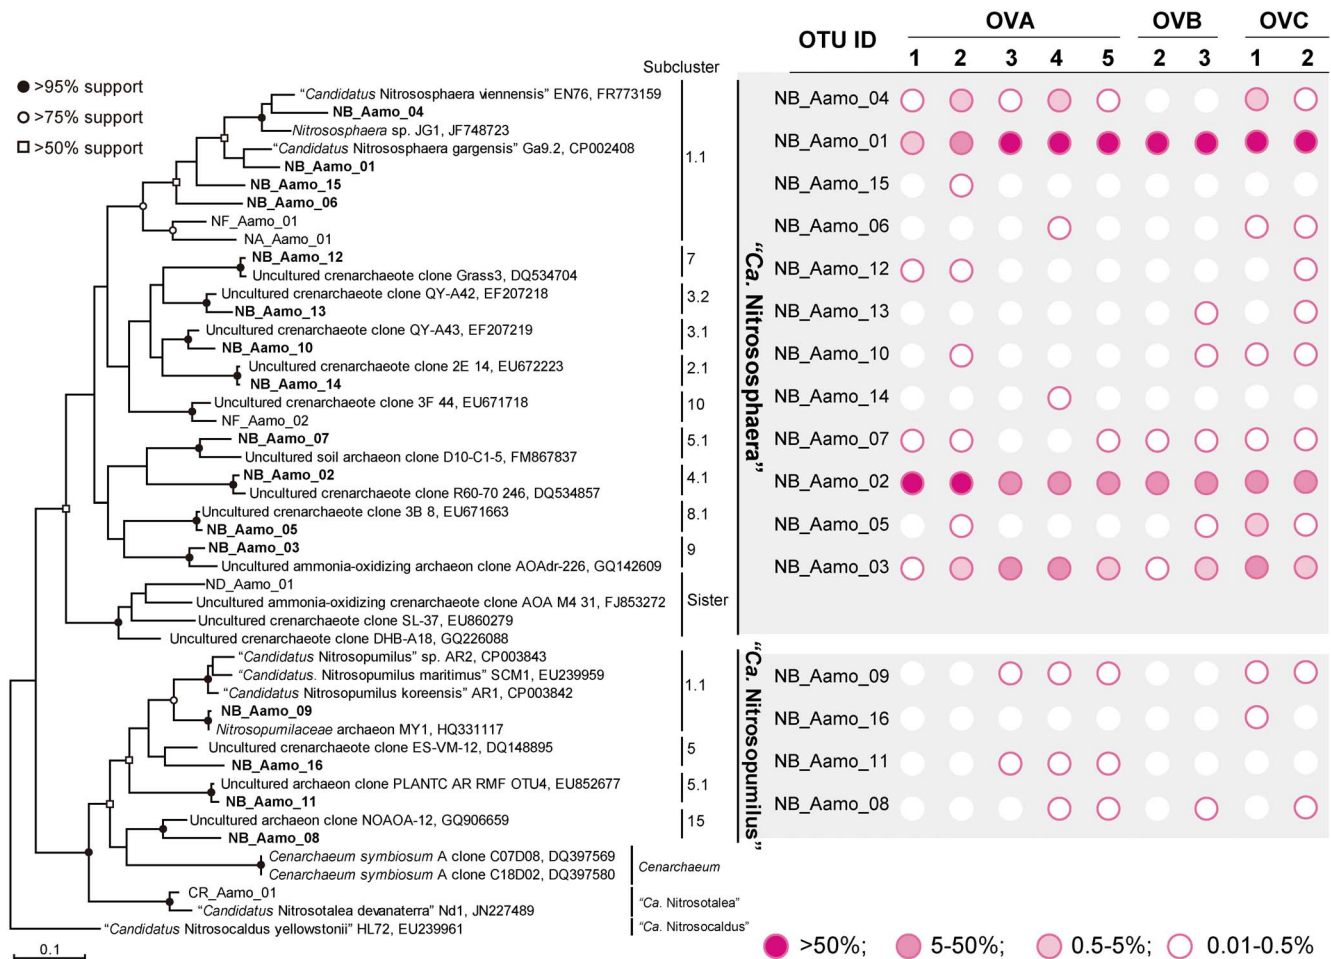 >95% support
>75% support
>50% support
Subcluster
"Candidatus Nitrososphaera viennensis" EN76, FR773159
NB_Aamo_04
Nitrososphaera sp. JG1, JF748723
"Candidatus Nitrososphaera gargensis" Ga9.2, CP002408
NB_Aamo_01
NB_Aamo_15
NB_Aamo_06
NF_Aamo_01
NA_Aamo_01
1.1
NB_Aamo_12
Uncultured crenarchaeote clone Grass3, DQ534704
7
Uncultured crenarchaeote clone QY-A42, EF207218
NB_Aamo_13
3.2
Uncultured crenarchaeote clone QY-A43, EF207219
NB_Aamo_10
3.1
Uncultured crenarchaeote clone 2E 14, EU672223
NB_Aamo_14
2.1
Uncultured crenarchaeote clone 3F 44, EU671718
NF_Aamo_02
10
NB_Aamo_07
Uncultured soil archaeon clone D10-C1-5, FM867837
5.1
NB_Aamo_02
Uncultured crenarchaeote clone R60-70 246, DQ534857
4.1
Uncultured crenarchaeote clone 3B 8, EU671663
NB_Aamo_05
8.1
NB_Aamo_03
Uncultured ammonia-oxidizing archaeon clone AOAdr-226, GQ142609
9
ND_Aamo_01
Uncultured ammonia-oxidizing crenarchaeote clone AOA M4 31, FJ853272
Uncultured crenarchaeote clone SL-37, EU860279
Uncultured crenarchaeote clone DHB-A18, GQ226088
Sister
"Candidatus Nitrosopumilus" sp. AR2, CP003843
"Candidatus. Nitrosopumilus maritimus" SCM1, EU239959
"Candidatus Nitrosopumilus koreensis" AR1, CP003842
NB_Aamo_09
Nitrosopumilaceae archaeon MY1, HQ331117
1.1
Uncultured crenarchaeote clone ES-VM-12, DQ148895
NB_Aamo_16
5
Uncultured archaeon clone PLANTC AR RMF OTU4, EU852677
NB_Aamo_11
5.1
Uncultured archaeon clone NOAOA-12, GQ906659
NB_Aamo_08
15
Cenarchaeum symbiosum A clone C07D08, DQ397569
Cenarchaeum symbiosum A clone C18D02, DQ397580
Cenarchaeum
CR_Aamo_01
"Candidatus Nitrosotalea devanaterra" Nd1, JN227489
"Ca. Nitrosotalea"
"Candidatus Nitrosocaldus yellowstonii" HL72, EU239961
"Ca. Nitrosocaldus"
0.1
"Ca. Nitrososphaera"
"Ca. Nitrosopumilus"
OTU ID
OVA OVB OVC
1 2 3 4 5 2 3 1 2
NB_Aamo_04
NB_Aamo_01
NB_Aamo_15
NB_Aamo_06
NB_Aamo_12
NB_Aamo_13
NB_Aamo_10
NB_Aamo_14
NB_Aamo_07
NB_Aamo_02
NB_Aamo_05
NB_Aamo_03
NB_Aamo_09
NB_Aamo_16
NB_Aamo_11
NB_Aamo_08
>50%; 5-50%; 0.5-5%; 0.01-0.5%